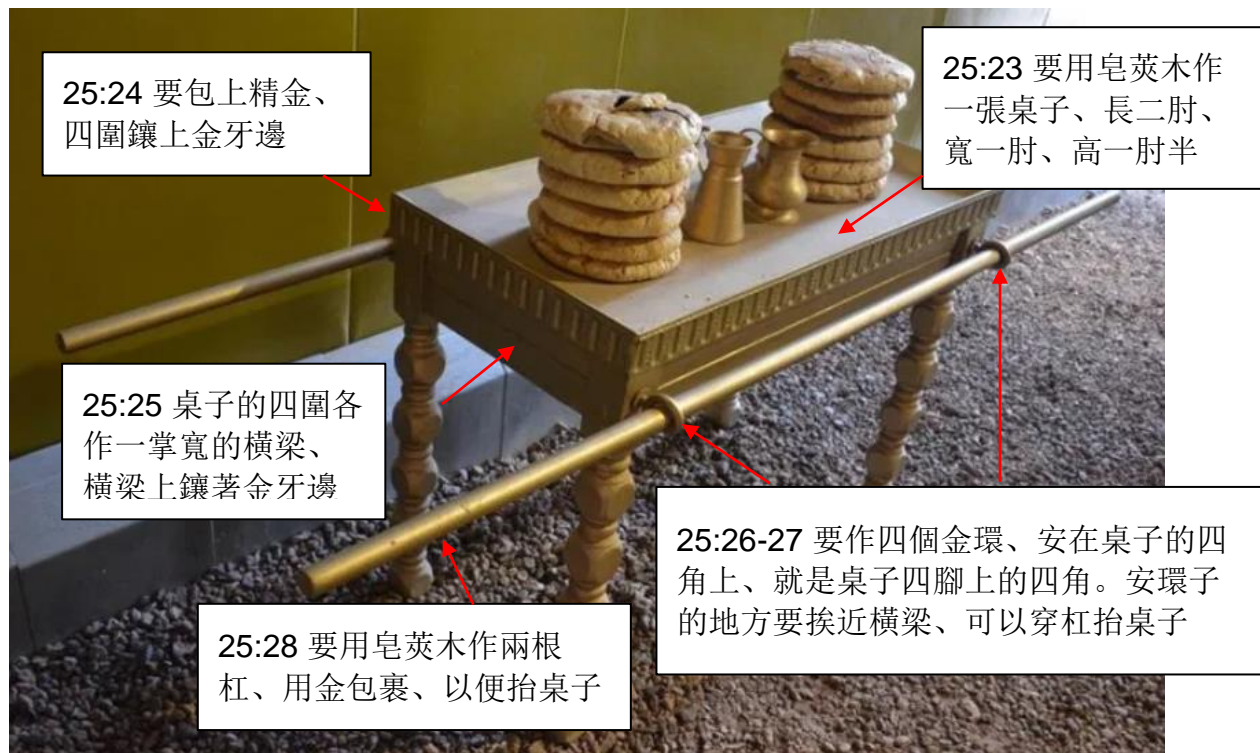 25:24 要包上精金、
四圍鑲上金牙邊
25:23 要用皂莢木作
一張桌子、長二肘、
寬一肘、高一肘半
25:25 桌子的四圍各
作一掌寬的橫梁、
橫梁上鑲著金牙邊
25:26-27 要作四個金環、安在桌子的四
角上、就是桌子四腳上的四角。安環子
的地方要挨近橫梁、可以穿杠抬桌子
25:28 要用皂莢木作兩根
杠、用金包裹、以便抬桌子